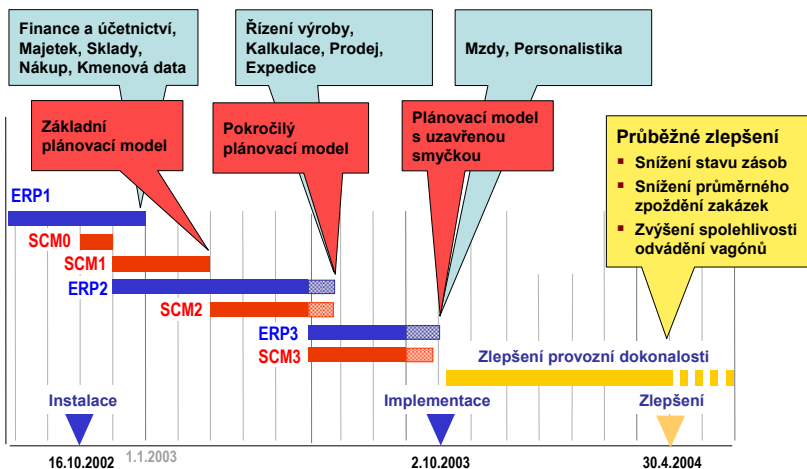 Finance a účetnictví,
Majetek, Sklady,
Nákup, Kmenová data
Řízení výroby,
Kalkulace, Prodej,
Expedice
Mzdy, Personalistika
Základní
plánovací model
Pokročilý
plánovací model
Plánovací model
s uzavřenou
smyčkou
Průběžné zlepšení
Snížení stavu zásob
Snížení průměrného
zpoždění zakázek
Zvýšení spolehlivosti
odvádění vagónů
ERP1
SCM0
SCM1
ERP2
SCM2
ERP3
SCM3
Zlepšení provozní dokonalosti
Instalace
Implementace
Zlepšení
16.10.2002
1.1.2003
2.10.2003
30.4.2004